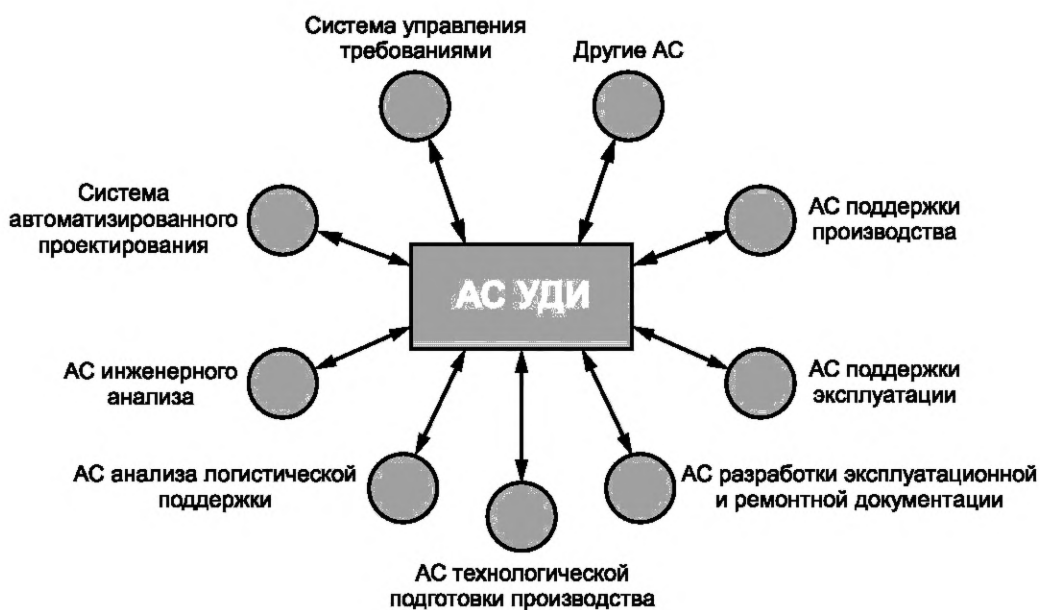 Система управления
требованиями
Другие АС
Система
автоматизированного
проектирования
АС поддержки
производства
АС УДИ
АС инженерного
анализа
АС поддержки
эксплуатации
АС анализа логистической
поддержки
АС разработки эксплуатационной
и ремонтной документации
АС технологической
подготовки производства